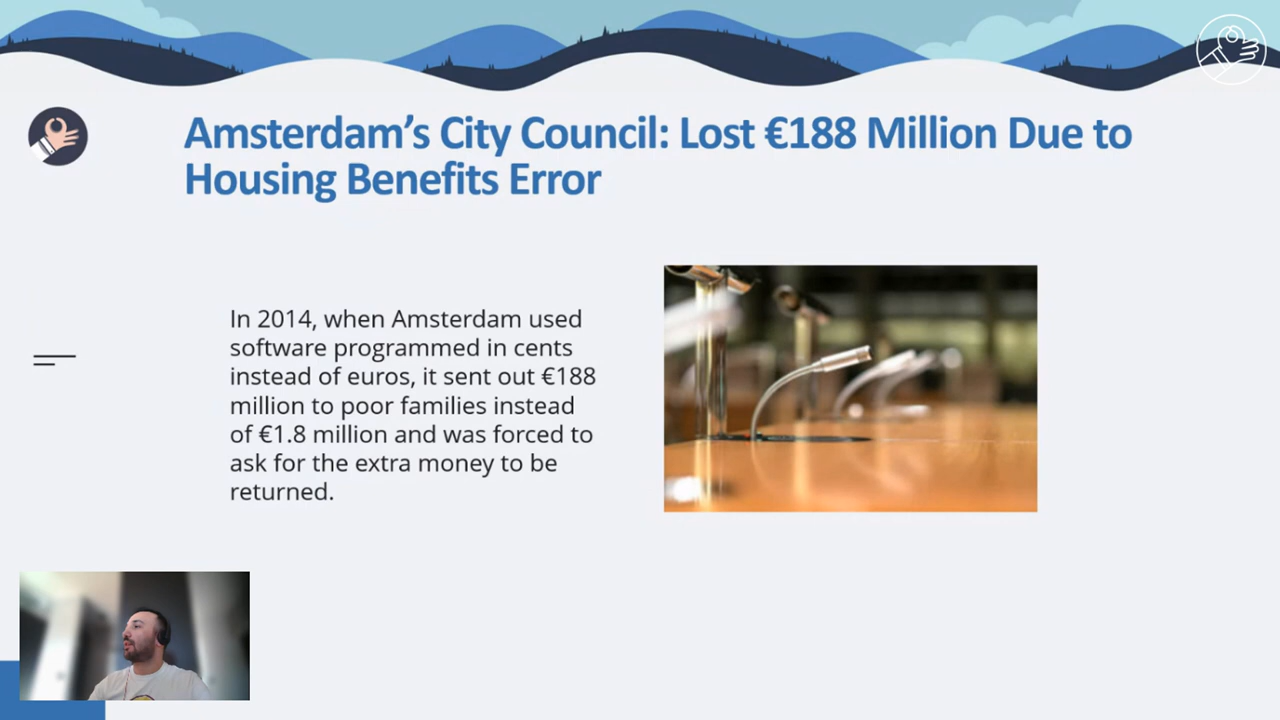 Amsterdam’s City Council: Lost €188 Million Due to
Housing Benefits Error
In 2014, when Amsterdam used
software programmed in cents
instead of euros, it sent out €188
million to poor families instead
of €1.8 million and was forced to
ask for the extra money to be
returned.